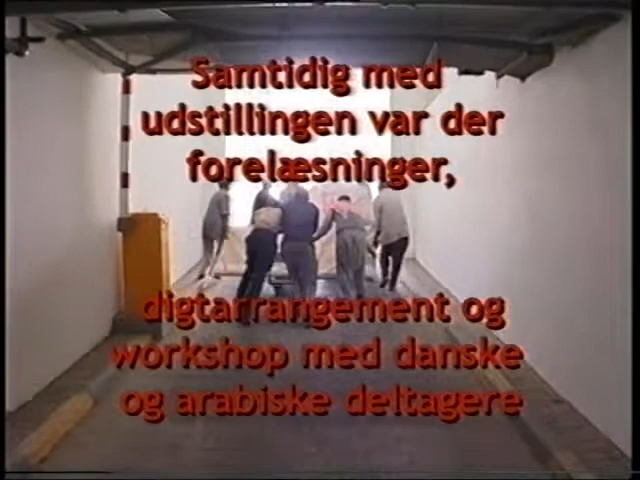 Samtidig med
udstillingen var der
forelæsninger,
digtarrangement og
workshop med danske
og arabiske deltagere